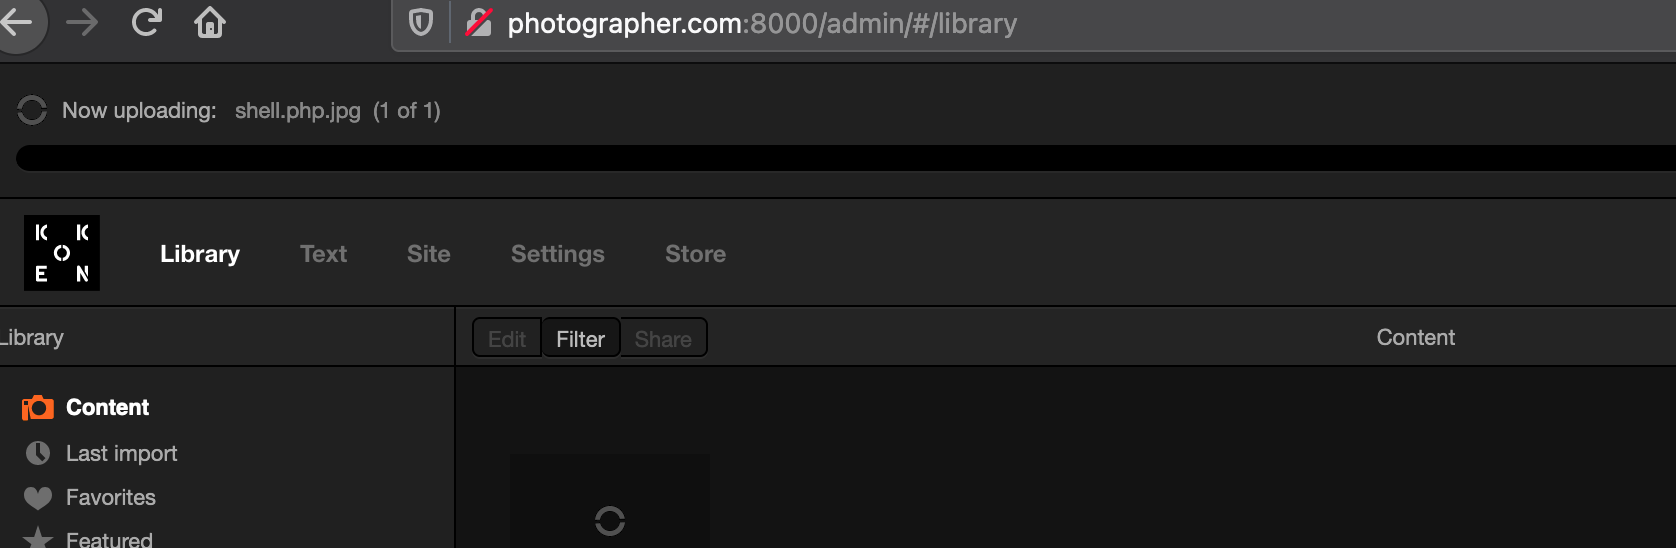 photographer.com:8000/admin/#/library
Now uploading: shell.php.jpg (1 of 1)
K K
O
E N
Library Text Site Settings Store
Library Edit Filter Share Content
Content
Last import
Favorites
Featured